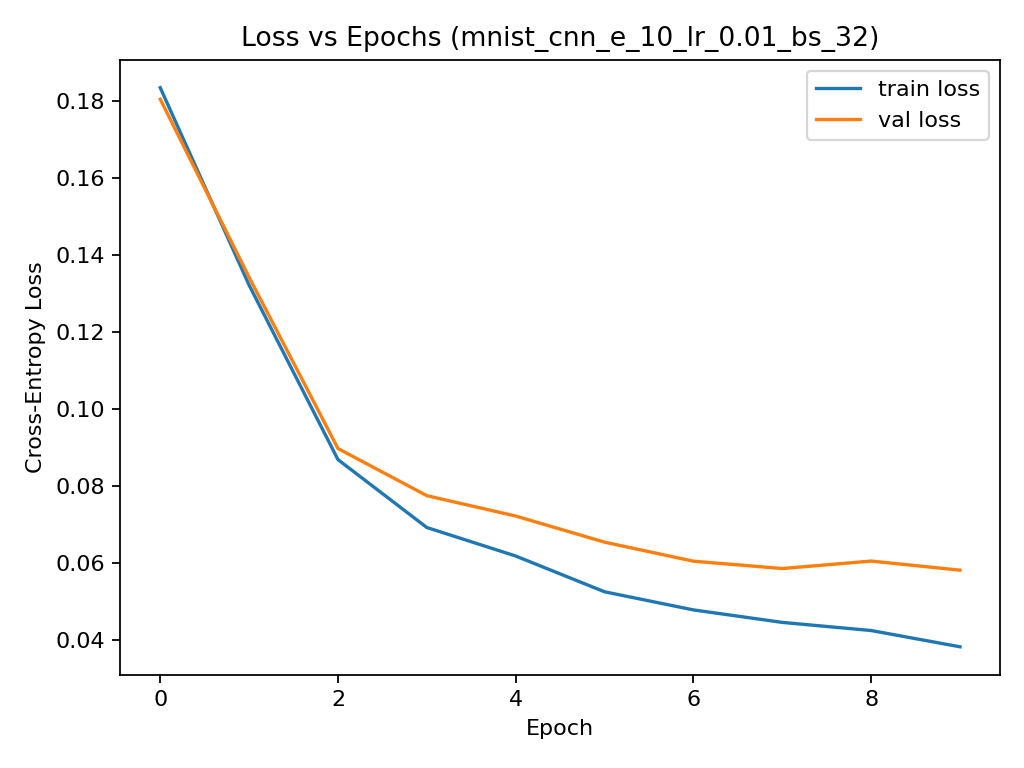 Loss vs Epochs (mnist_cnn_e_10_lr_0.01_bs_32)
train loss
val loss
Cross-Entropy Loss
0.18
0.16
0.14
0.12
0.10
0.08
0.06
0.04
0
2
4
6
8
Epoch